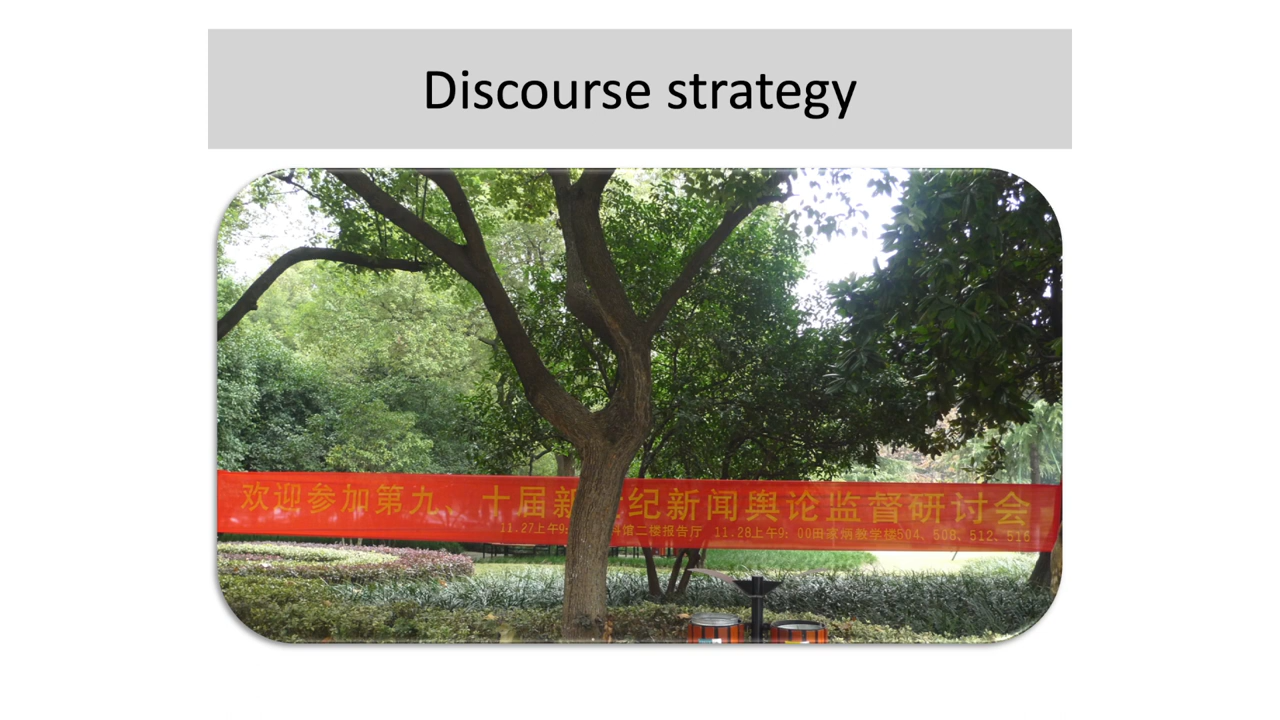 Discourse strategy
欢迎参加第九、十届新 纪新闻舆论监督研讨会
11.27上午9: 料馆二楼报告厅 11.28上午9: 00田家炳教学楼504、508、512、516